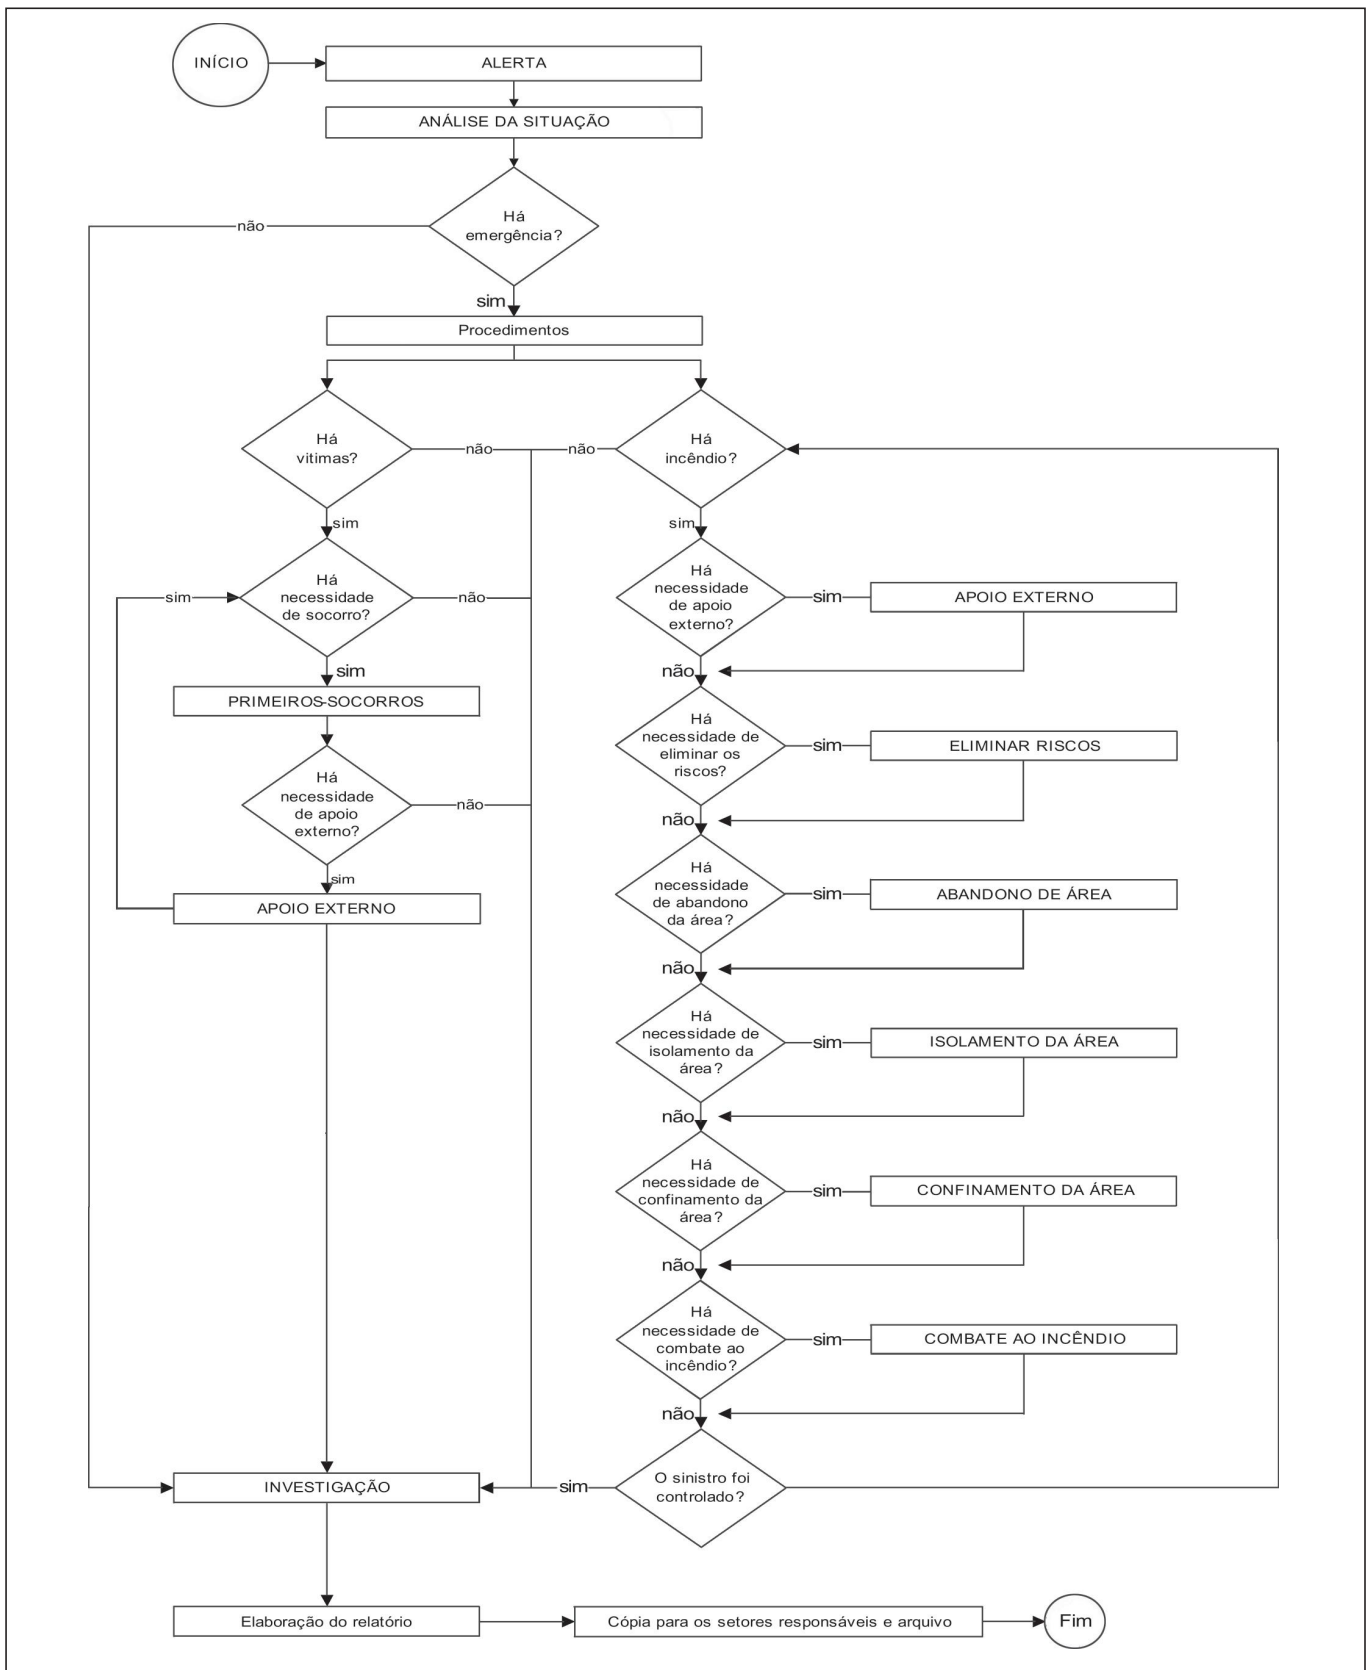 INÍCIO
ALERTA
ANÁLISE DA SITUAÇÃO
Há
emergência?
não
sim
Procedimentos
Há
vitimas?
não
não
Há
incêndio?
sim
sim
Há
necessidade
de socorro?
sim
não
Há
necessidade
de apoio
externo?
sim
APOIO EXTERNO
sim
não
PRIMEIROS-SOCORROS
Há
necessidade de
eliminar os
riscos?
sim
ELIMINAR RISCOS
Há
necessidade
de apoio
externo?
não
não
sim
APOIO EXTERNO
Há
necessidade
de abandono
da área?
sim
ABANDONO DE ÁREA
não
Há
necessidade de
isolamento da
área?
sim
ISOLAMENTO DA ÁREA
não
Há
necessidade de
confinamento da
área?
sim
CONFINAMENTO DA ÁREA
não
Há
necessidade de
combate ao
incêndio?
sim
COMBATE AO INCÊNDIO
não
O sinistro foi
controlado?
sim
INVESTIGAÇÃO
Elaboração do relatório
Cópia para os setores responsáveis e arquivo
Fim